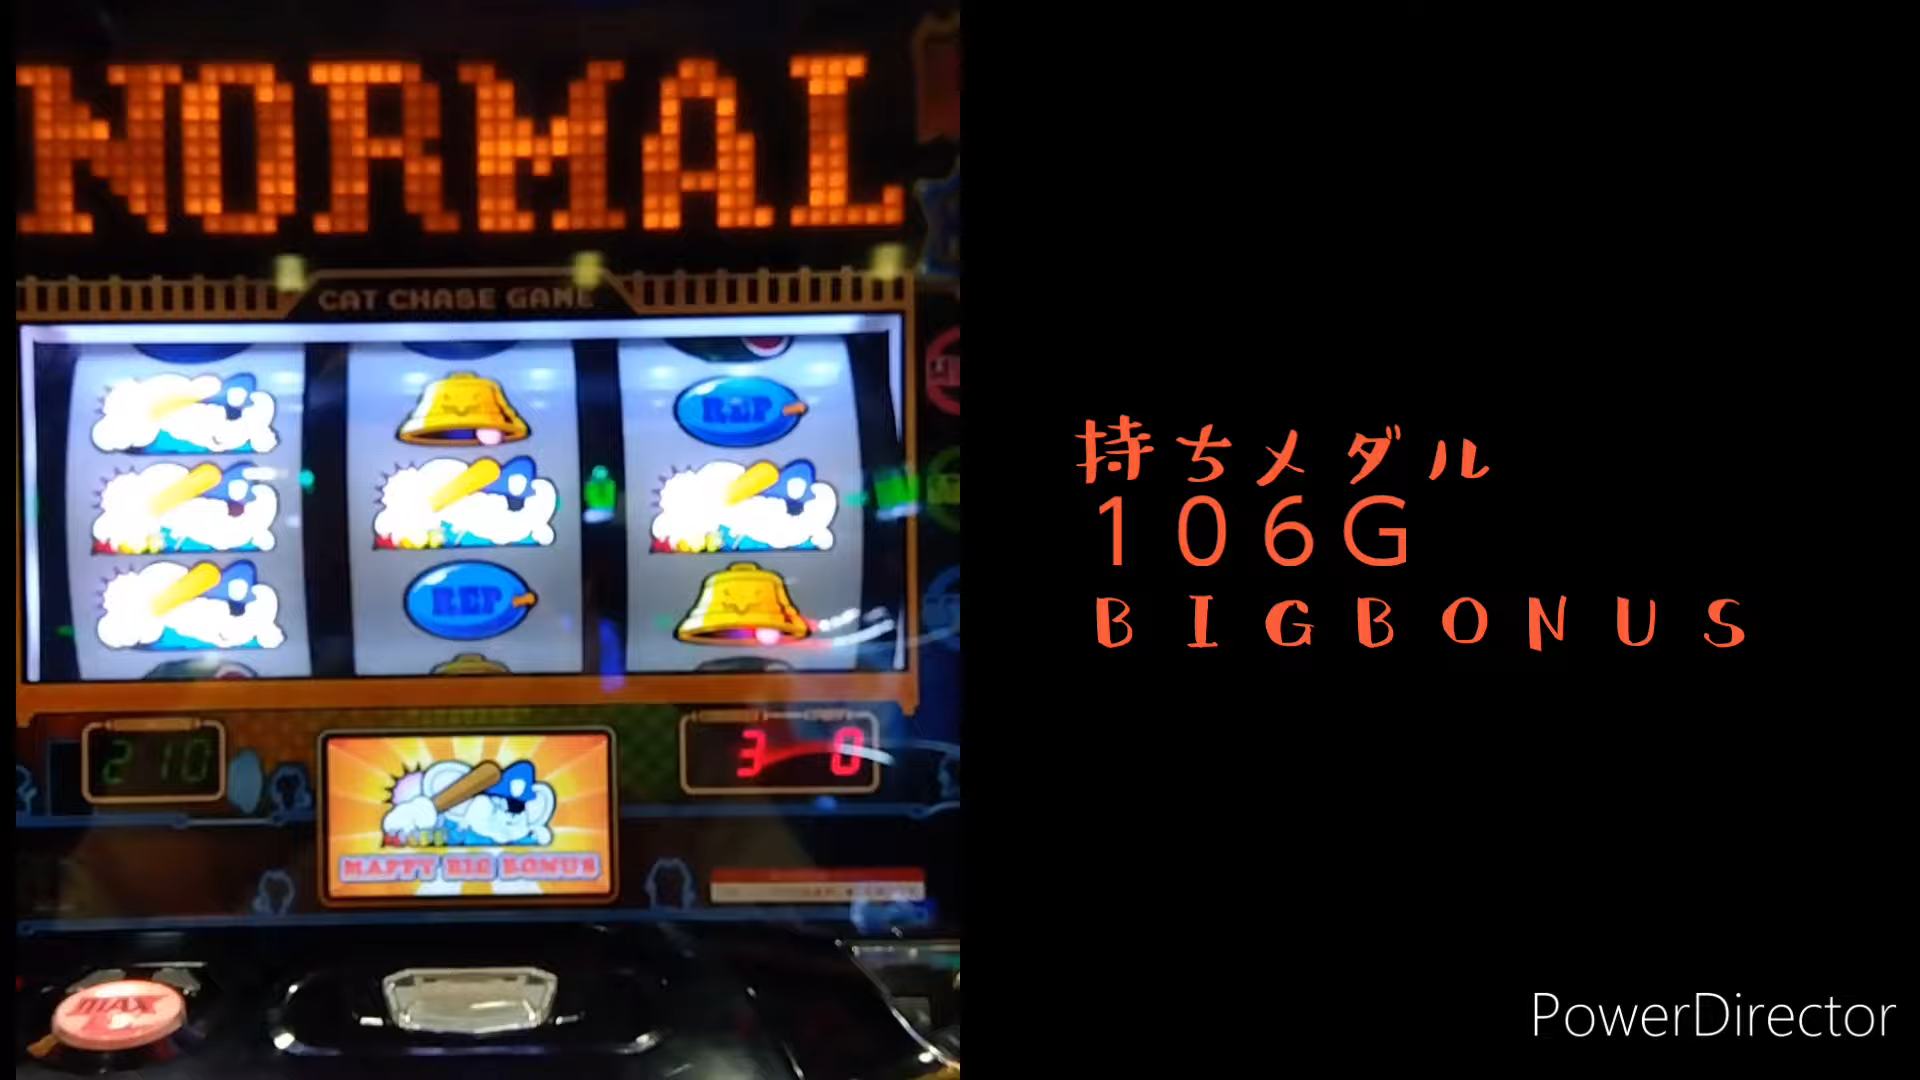 NORMAL
CAT CHASE GAME
REP
REP
210
3 0
MAPPY BIG BONUS
MAX
持ちメダル
106G
BIGBONUS
PowerDirector